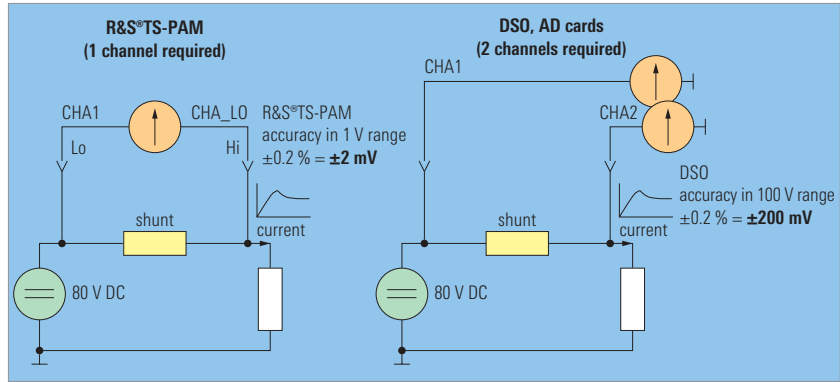 R&S®TS-PAM
(1 channel required)
CHA1
CHA_LO
Lo
Hi
R&S®TS-PAM
accuracy in 1 V range
±0.2 % = ±2 mV
shunt
current
80 V DC
DSO, AD cards
(2 channels required)
CHA1
CHA2
DSO
accuracy in 100 V range
±0.2 % = ±200 mV
shunt
current
80 V DC